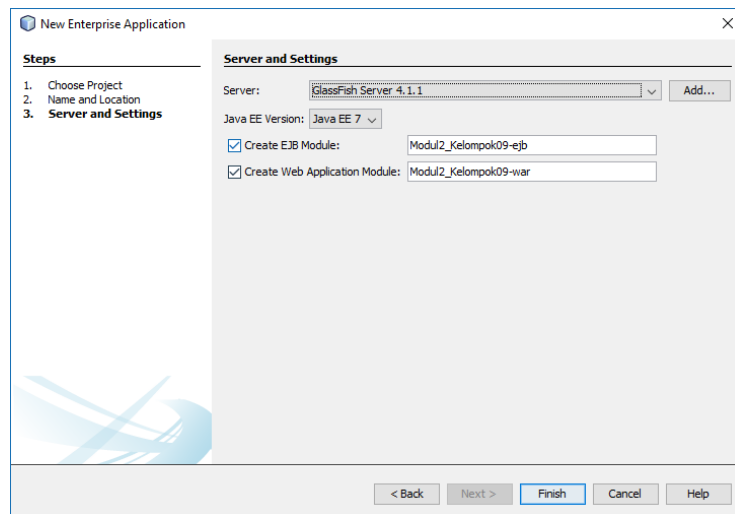 New Enterprise Application
Steps
1. Choose Project
2. Name and Location
3. Server and Settings
Server and Settings
Server: GlassFish Server 4.1.1 Add...
Java EE Version: Java EE 7
Create EJB Module: Modul2_Kelompok09-ejb
Create Web Application Module: Modul2_Kelompok09-war
< Back Next > Finish Cancel Help